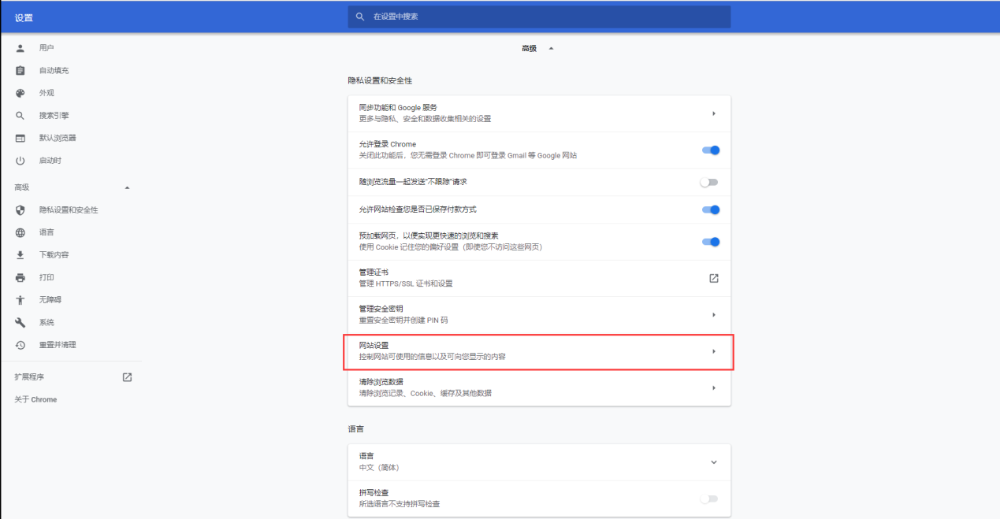 设置
在设置中搜索
用户
自动填充
外观
搜索引擎
默认浏览器
启动时
高级
隐私设置和安全性
语言
下载内容
打印
无障碍
系统
重置并清理
扩展程序
关于 Chrome
高级
隐私设置和安全性
同步功能和 Google 服务
更多与隐私、安全和数据收集相关的设置
允许登录 Chrome
关闭此功能后，您无需登录 Chrome 即可登录 Gmail 等 Google 网站
随浏览流量一起发送“不跟踪”请求
允许网站检查您是否已保存付款方式
预加载网页，以便实现更快速的浏览和搜索
使用 Cookie 记住您的偏好设置（即使您不访问这些网页）
管理证书
管理 HTTPS/SSL 证书和设置
管理安全密钥
重置安全密钥并创建 PIN 码
网站设置
控制网站可使用的信息以及可向您显示的内容
清除浏览数据
清除浏览记录、Cookie、缓存及其他数据
语言
语言
中文（简体）
拼写检查
所选语言不支持拼写检查